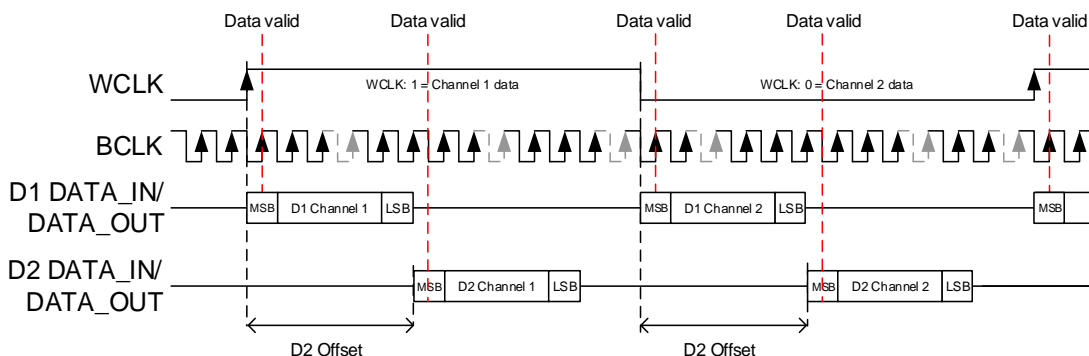 Data valid Data valid Data valid Data valid Data valid
WCLK
WCLK: 1 = Channel 1 data WCLK: 0 = Channel 2 data
BCLK
D1 DATA_IN/
DATA_OUT
MSB D1 Channel 1 LSB MSB D1 Channel 2 LSB MSB
D2 DATA_IN/
DATA_OUT
MSB D2 Channel 1 LSB MSB D2 Channel 2 LSB
D2 Offset D2 Offset